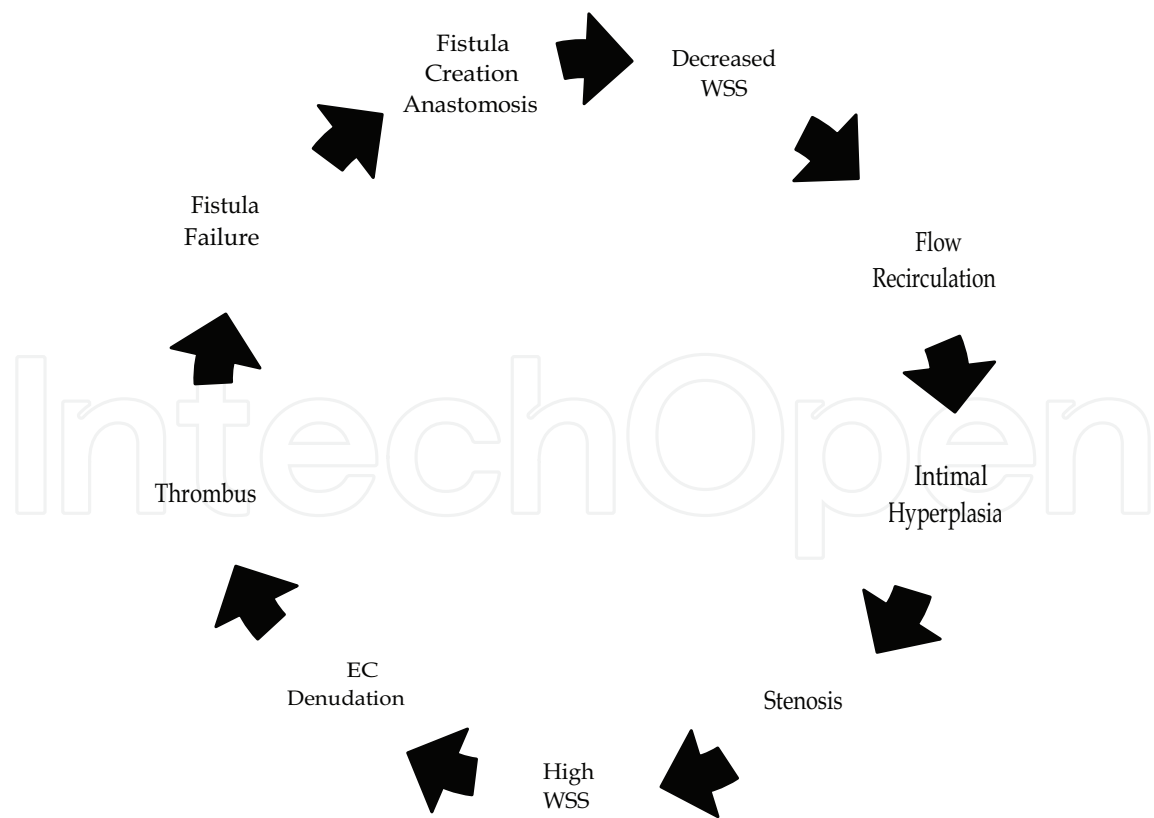 Fistula
Creation
Anastomosis
Decreased
WSS
Flow
Recirculation
Intimal
Hyperplasia
Stenosis
High
WSS
EC
Denudation
Thrombus
Fistula
Failure
IntechOpen